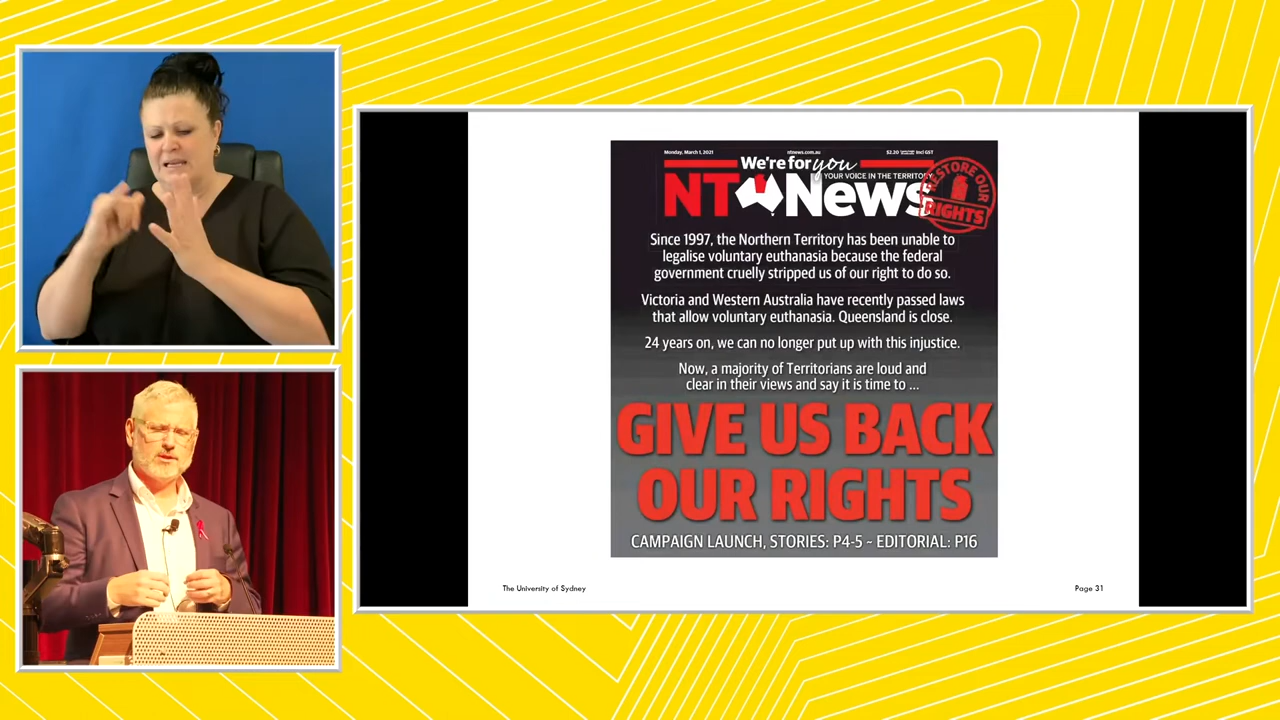 Monday, March 1, 2021 ntnews.com.au $2.20 Incl GST
We're for you
YOUR VOICE IN THE TERRITORY
NT News
RESTORE OUR
RIGHTS
Since 1997, the Northern Territory has been unable to
legalise voluntary euthanasia because the federal
government cruelly stripped us of our right to do so.
Victoria and Western Australia have recently passed laws
that allow voluntary euthanasia. Queensland is close.
24 years on, we can no longer put up with this injustice.
Now, a majority of Territorians are loud and
clear in their views and say it is time to ...
GIVE US BACK
OUR RIGHTS
CAMPAIGN LAUNCH, STORIES: P4-5 ~ EDITORIAL: P16
The University of Sydney Page 31